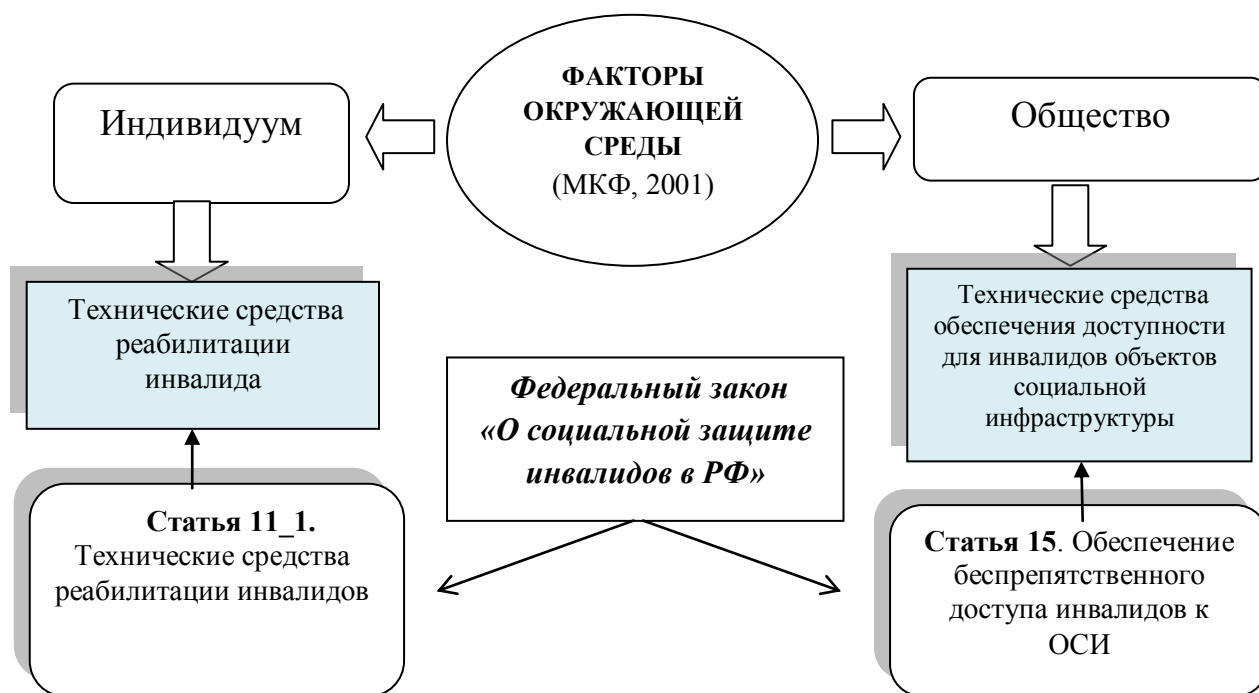 ФАКТОРЫ
ОКРУЖАЮЩЕЙ
СРЕДЫ
(МКФ, 2001)
Индивидуум
Общество
Технические средства
реабилитации
инвалида
Технические средства
обеспечения доступности
для инвалидов объектов
социальной
инфраструктуры
Федеральный закон
«О социальной защите
инвалидов в РФ»
Статья 11_1.
Технические средства
реабилитации инвалидов
Статья 15. Обеспечение
беспрепятственного
доступа инвалидов к
ОСИ